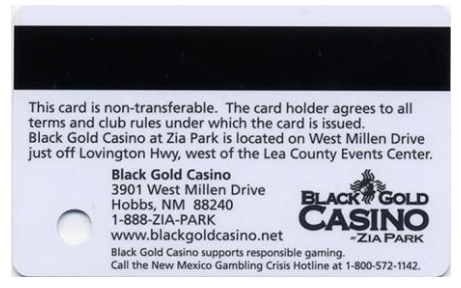 This card is non-transferable. The card holder agrees to all
terms and club rules under which the card is issued.
Black Gold Casino at Zia Park is located on West Millen Drive
just off Lovington Hwy, west of the Lea County Events Center.
Black Gold Casino
3901 West Millen Drive
Hobbs, NM 88240
1-888-ZIA-PARK
www.blackgoldcasino.net
BLACK GOLD
CASINO
-ZIA PARK
Black Gold Casino supports responsible gaming.
Call the New Mexico Gambling Crisis Hotline at 1-800-572-1142.